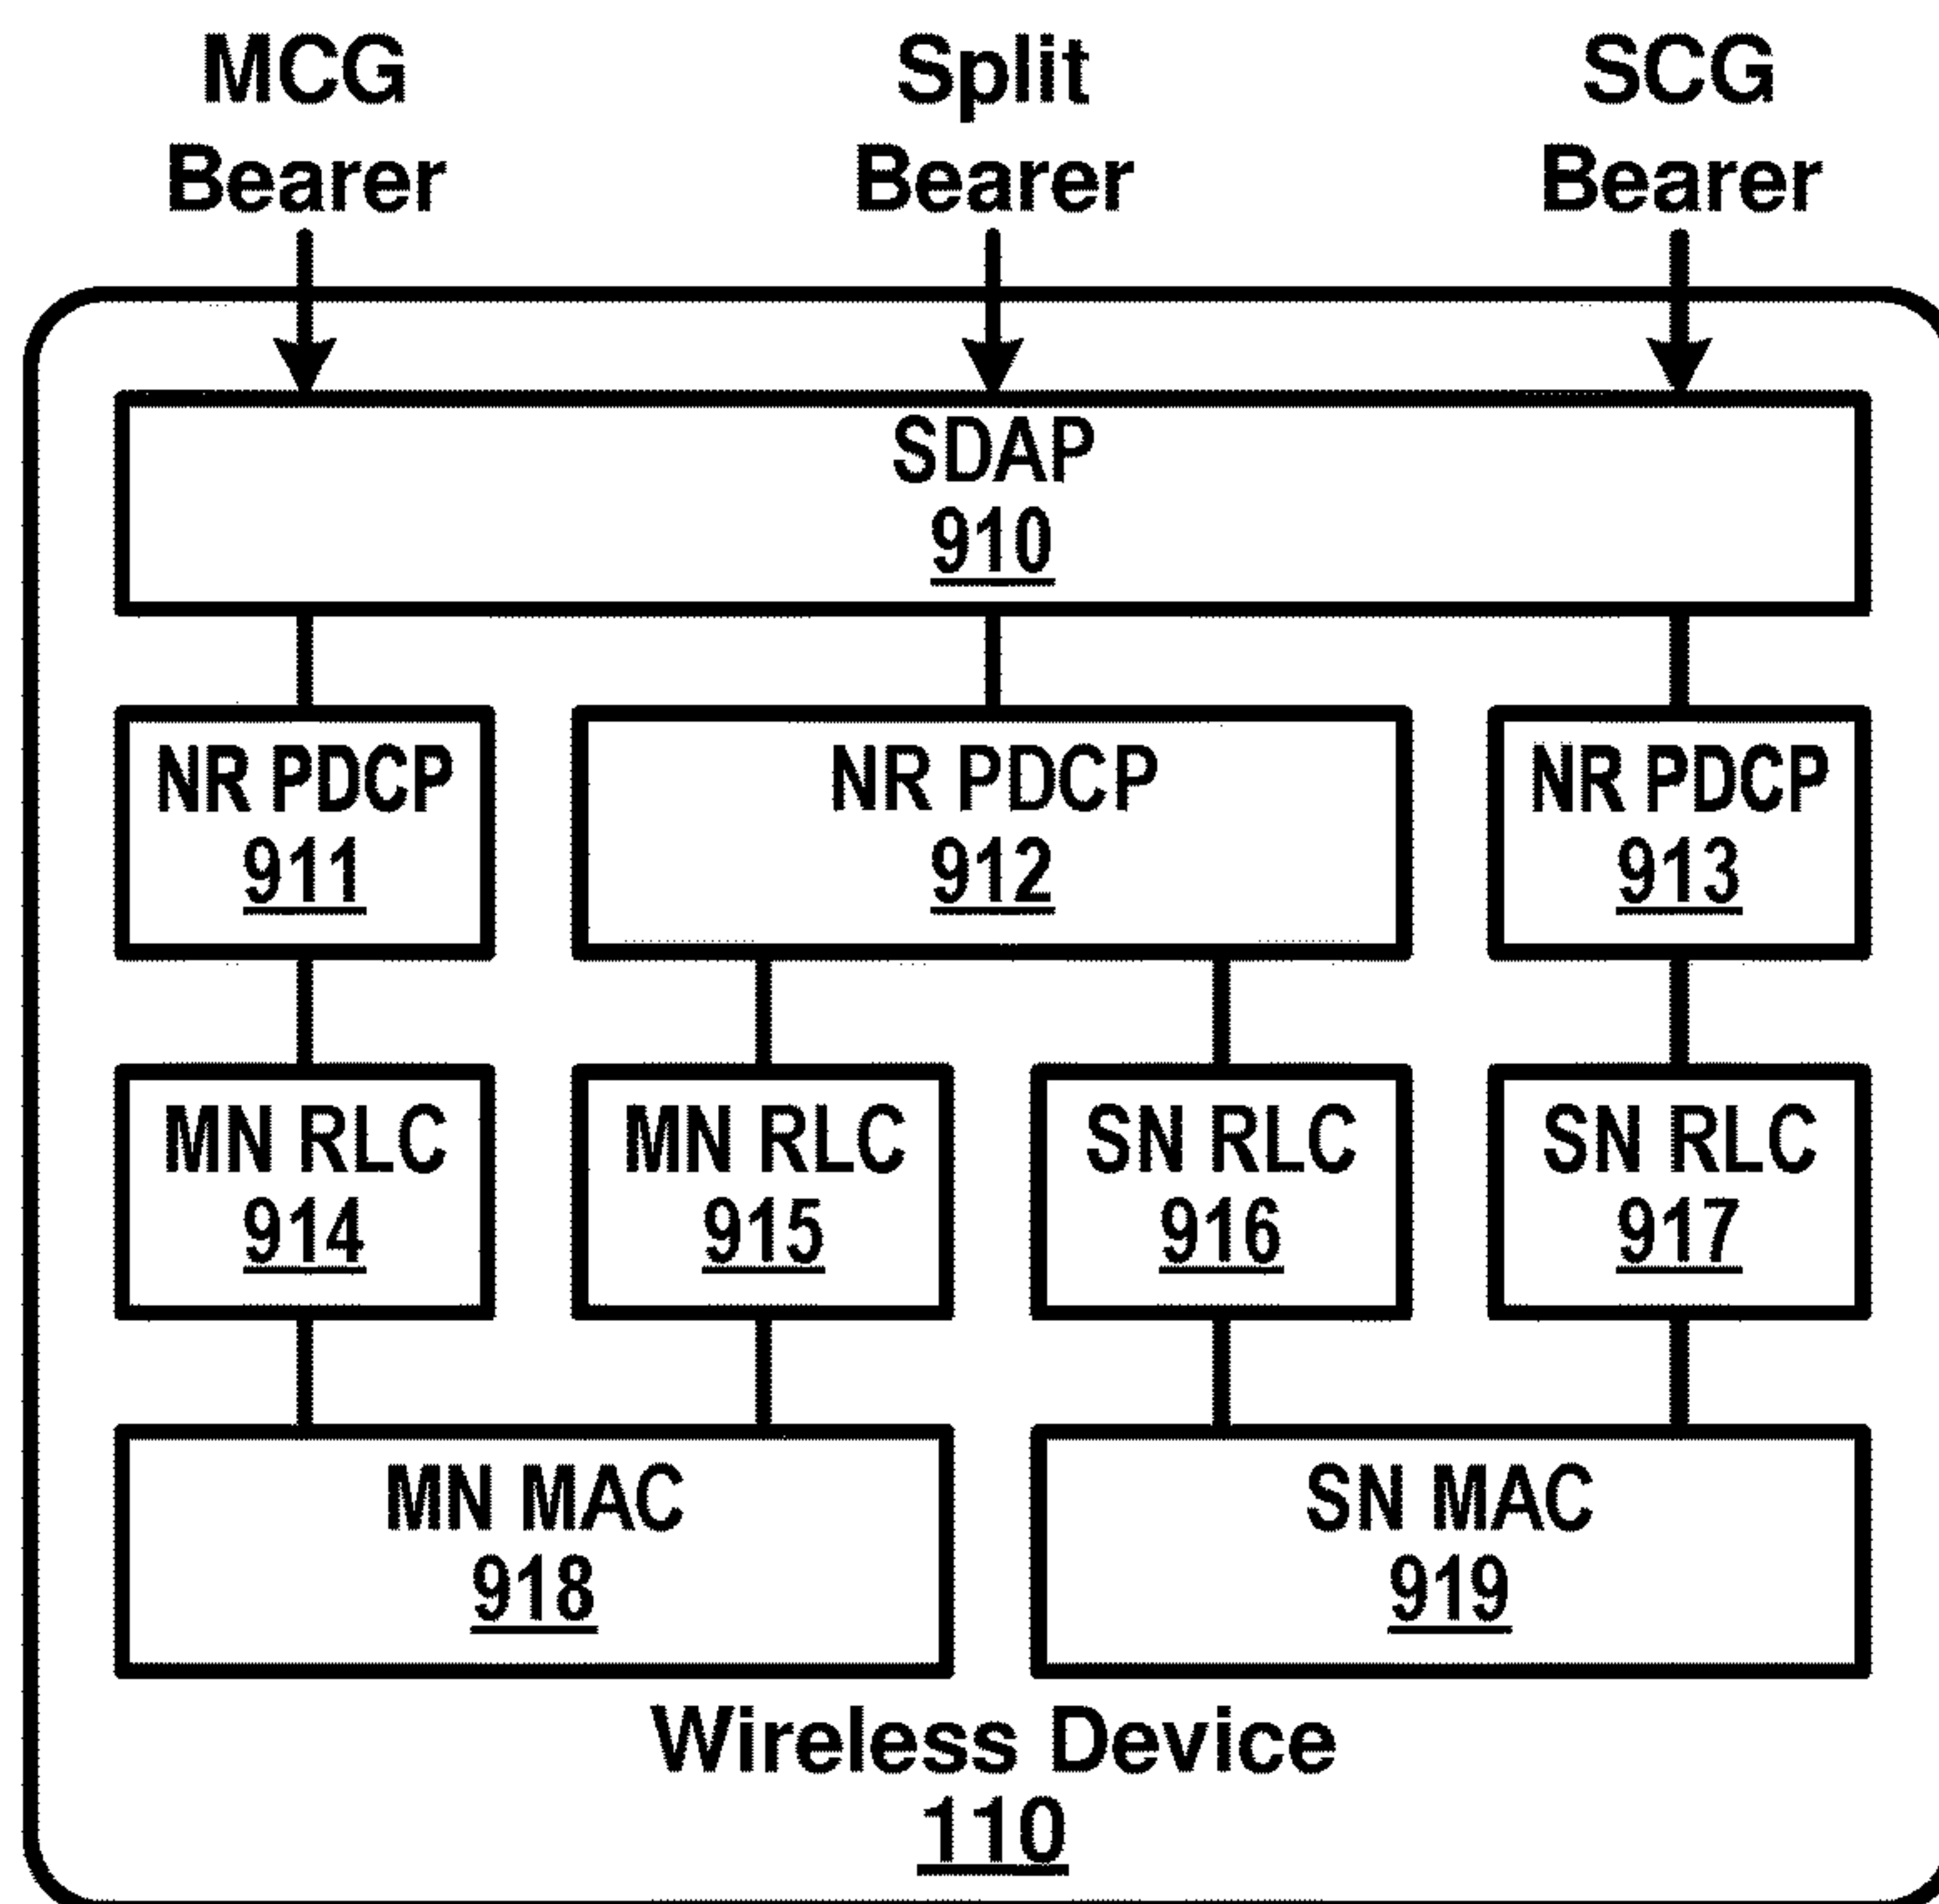 MCG
Bearer
Split
Bearer
SCG
Bearer
SDAP
910
NR PDCP
911
NR PDCP
912
NR PDCP
913
MN RLC
914
MN RLC
915
SN RLC
916
SN RLC
917
MN MAC
918
SN MAC
919
Wireless Device
110